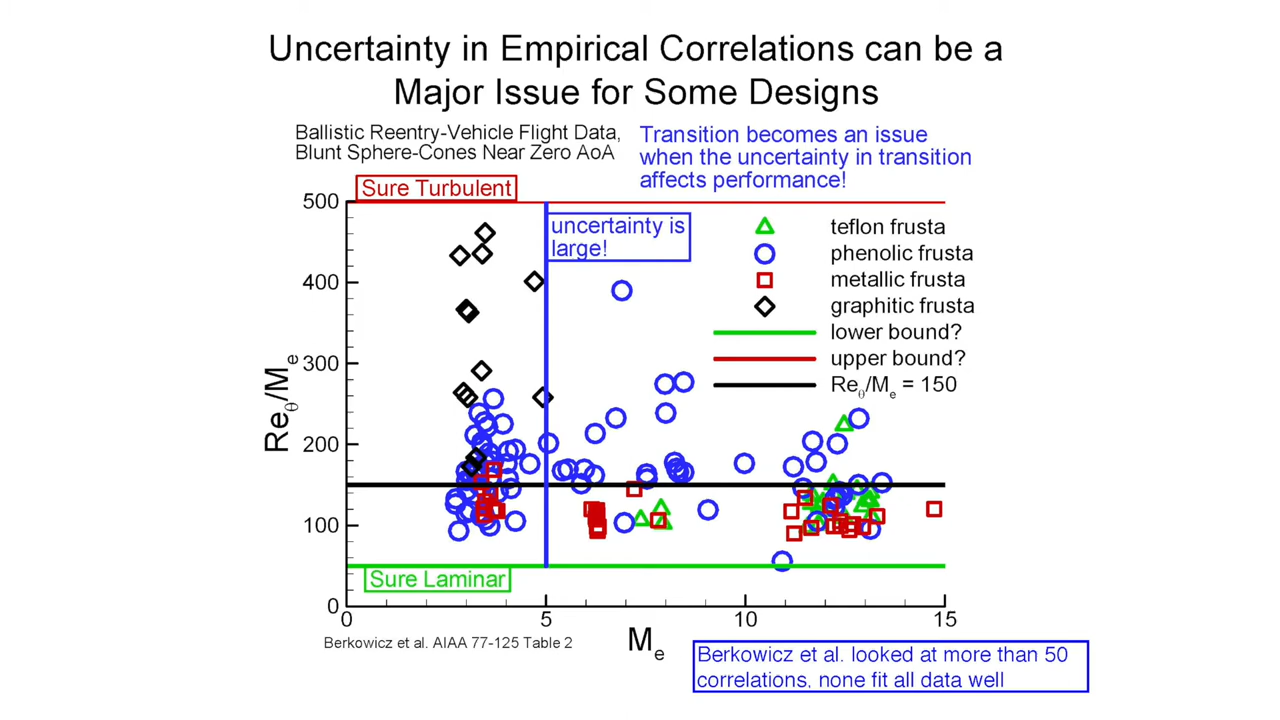 Uncertainty in Empirical Correlations can be a
Major Issue for Some Designs
Ballistic Reentry-Vehicle Flight Data,
Blunt Sphere-Cones Near Zero AoA
Transition becomes an issue
when the uncertainty in transition
affects performance!
Sure Turbulent
uncertainty is
large!
teflon frusta
phenolic frusta
metallic frusta
graphitic frusta
lower bound?
upper bound?
Reθ/Me = 150
500
400
300
200
100
0
Reθ/Me
Sure Laminar
0
5
10
15
Me
Berkowicz et al. AIAA 77-125 Table 2
Berkowicz et al. looked at more than 50
correlations, none fit all data well